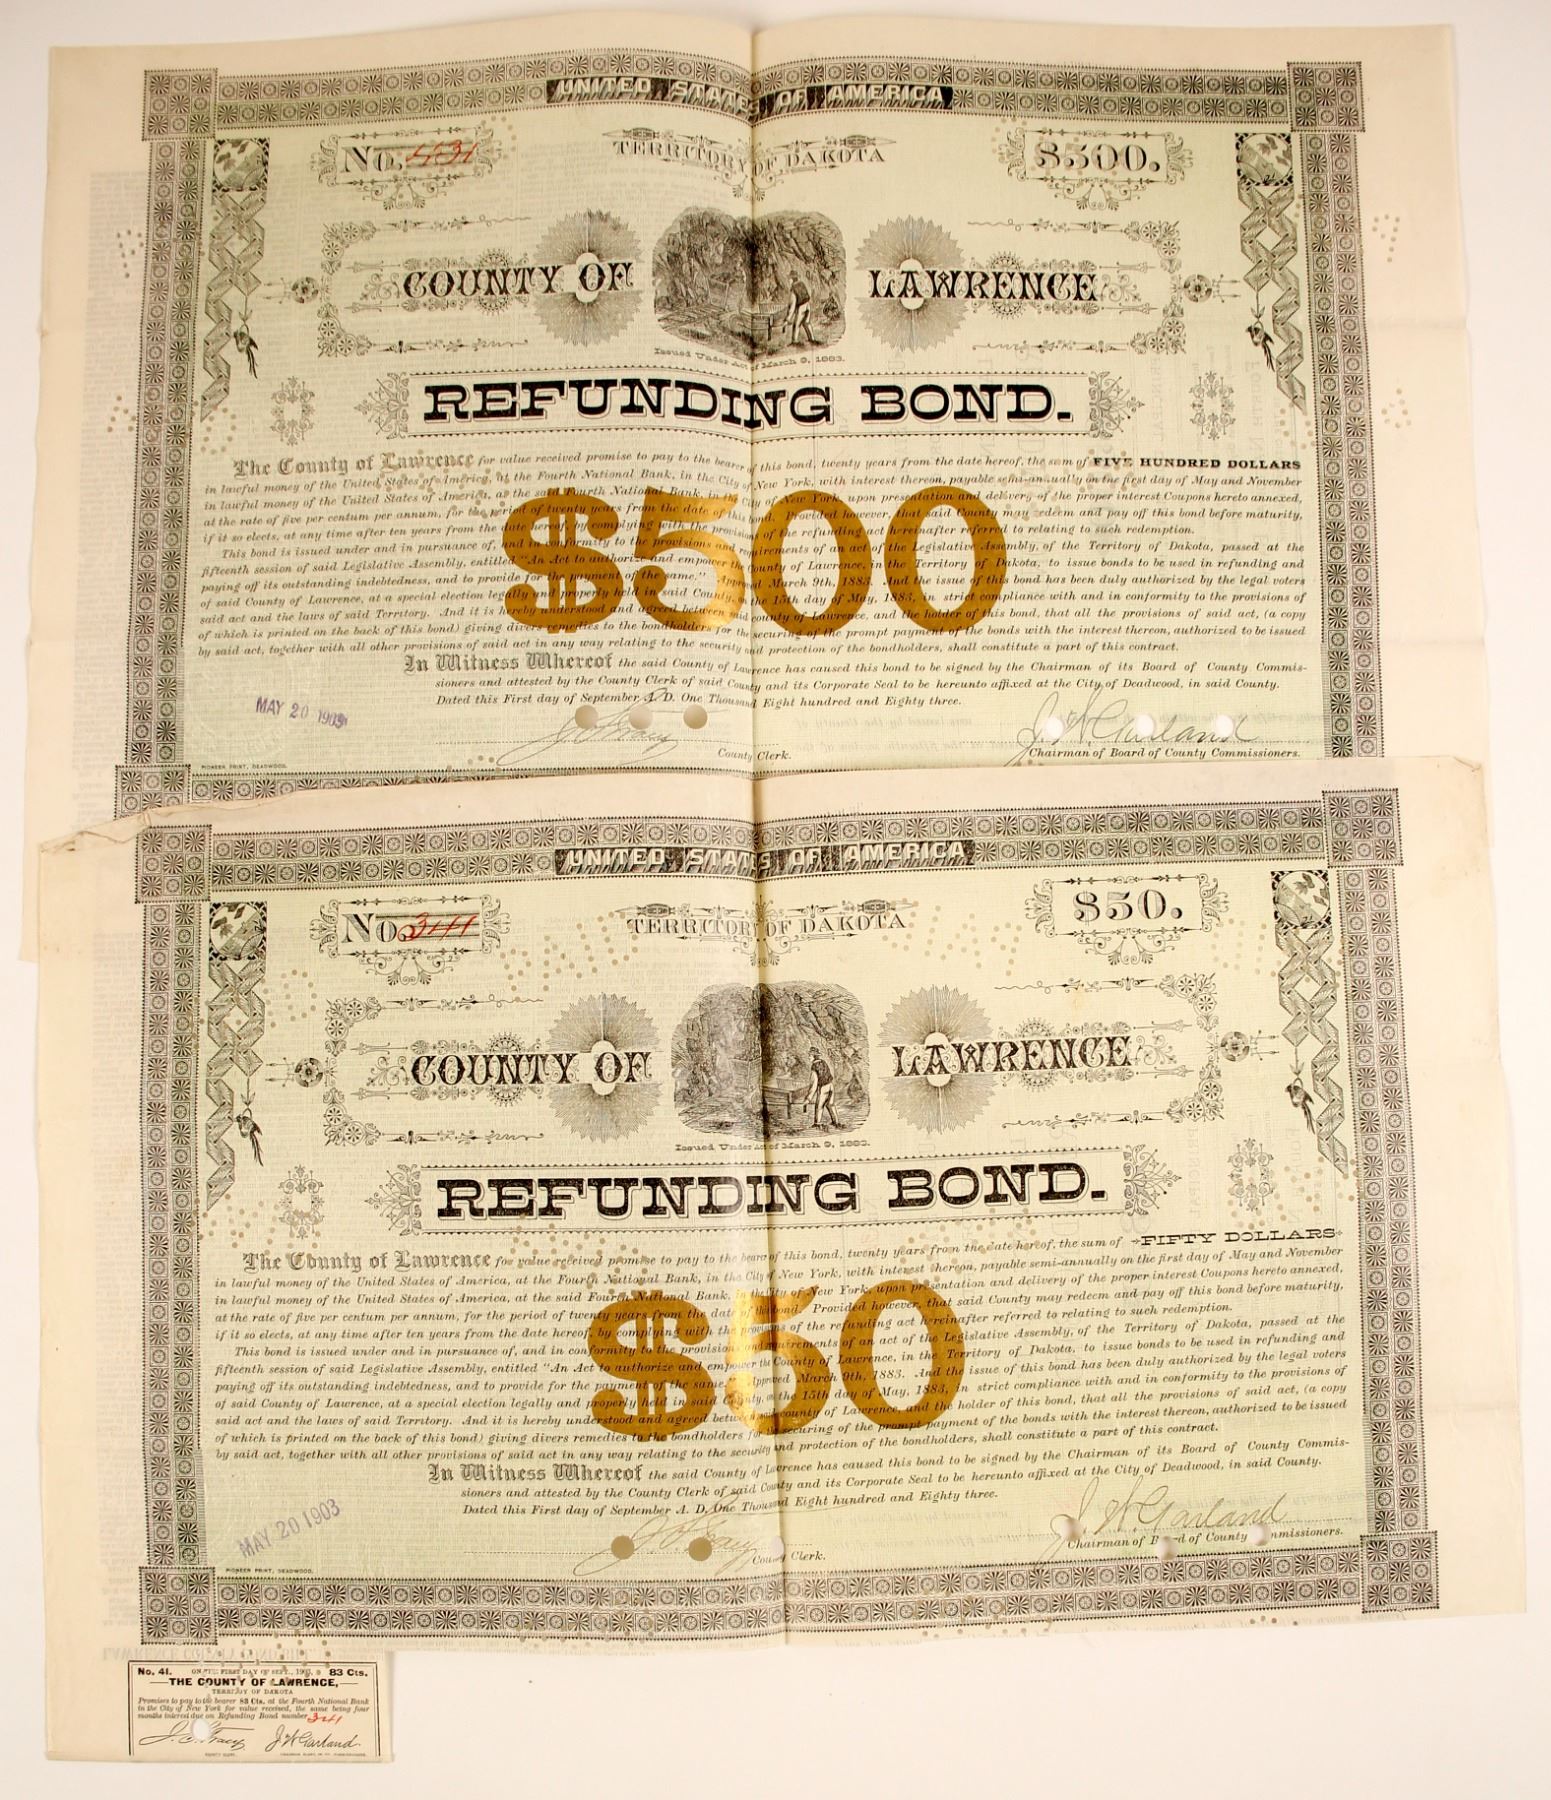 UNITED STATES OF AMERICA
No. 431
TERRITORY OF DAKOTA
$500.
COUNTY OF LAWRENCE
Issued Under Act of March 9, 1883.
REFUNDING BOND.
The County of Lawrence for value received promise to pay to the bearer of this bond, twenty years from the date hereof, the sum of FIVE HUNDRED DOLLARS
in lawful money of the United States of America, at the Fourth National Bank, in the City of New York, with interest thereon, payable semi-annually on the first day of May and November
in lawful money of the United States of America, at the said Fourth National Bank, in the City of New York, upon presentation and delivery of the proper interest Coupons hereto annexed,
at the rate of five per centum per annum, for the period of twenty years from the date of this bond. Provided however, that said County may redeem and pay off this bond before maturity,
if it so elects, at any time after ten years from the date hereof, by complying with the provisions of the refunding act hereinafter referred to relating to such redemption.
This bond is issued under and in pursuance of, and in conformity to the provisions and requirements of an act of the Legislative Assembly, of the Territory of Dakota, passed at the
fifteenth session of said Legislative Assembly, entitled "An Act to authorize and empower the County of Lawrence, in the Territory of Dakota, to issue bonds to be used in refunding and
paying off its outstanding indebtedness, and to provide for the payment of the same." Approved March 9th, 1883. And the issue of this bond has been duly authorized by the legal voters
of said County of Lawrence, at a special election legally and properly held in said County, on the 15th day of May, 1883, in strict compliance with and in conformity to the provisions of
said act and the laws of said Territory. And it is hereby understood and agreed between said county of Lawrence, and the holder of this bond, that all the provisions of said act, (a copy
of which is printed on the back of this bond) giving divers remedies to the bondholders for the securing of the prompt payment of the bonds with the interest thereon, authorized to be issued
by said act, together with all other provisions of said act in any way relating to the security and protection of the bondholders, shall constitute a part of this contract.
$500
In Witness Whereof the said County of Lawrence has caused this bond to be signed by the Chairman of its Board of County Commis-
sioners and attested by the County Clerk of said County and its Corporate Seal to be hereunto affixed at the City of Deadwood, in said County.
Dated this First day of September A. D. One Thousand Eight hundred and Eighty three.
MAY 20 1903
J. W. Garland
County Clerk.
Chairman of Board of County Commissioners.
PIONEER PRINT, DEADWOOD.
UNITED STATES OF AMERICA
No. 341
TERRITORY OF DAKOTA
$50.
COUNTY OF LAWRENCE
Issued Under Act of March 9, 1883.
REFUNDING BOND.
The County of Lawrence for value received promise to pay to the bearer of this bond, twenty years from the date hereof, the sum of FIFTY DOLLARS
in lawful money of the United States of America, at the Fourth National Bank, in the City of New York, with interest thereon, payable semi-annually on the first day of May and November
in lawful money of the United States of America, at the said Fourth National Bank, in the City of New York, upon presentation and delivery of the proper interest Coupons hereto annexed,
at the rate of five per centum per annum, for the period of twenty years from the date of this bond. Provided however, that said County may redeem and pay off this bond before maturity,
if it so elects, at any time after ten years from the date hereof, by complying with the provisions of the refunding act hereinafter referred to relating to such redemption.
This bond is issued under and in pursuance of, and in conformity to the provisions and requirements of an act of the Legislative Assembly, of the Territory of Dakota, passed at the
fifteenth session of said Legislative Assembly, entitled "An Act to authorize and empower the County of Lawrence, in the Territory of Dakota, to issue bonds to be used in refunding and
paying off its outstanding indebtedness, and to provide for the payment of the same." Approved March 9th, 1883. And the issue of this bond has been duly authorized by the legal voters
of said County of Lawrence, at a special election legally and properly held in said County, on the 15th day of May, 1883, in strict compliance with and in conformity to the provisions of
said act and the laws of said Territory. And it is hereby understood and agreed between said county of Lawrence, and the holder of this bond, that all the provisions of said act, (a copy
of which is printed on the back of this bond) giving divers remedies to the bondholders for the securing of the prompt payment of the bonds with the interest thereon, authorized to be issued
by said act, together with all other provisions of said act in any way relating to the security and protection of the bondholders, shall constitute a part of this contract.
$50
In Witness Whereof the said County of Lawrence has caused this bond to be signed by the Chairman of its Board of County Commis-
sioners and attested by the County Clerk of said County and its Corporate Seal to be hereunto affixed at the City of Deadwood, in said County.
Dated this First day of September A. D. One Thousand Eight hundred and Eighty three.
MAY 20 1903
J. W. Garland
County Clerk.
Chairman of Board of County Commissioners.
PIONEER PRINT, DEADWOOD.
No. 41. ON THE FIRST DAY OF SEPT., 1903, 83 Cts.
THE COUNTY OF LAWRENCE,
TERRITORY OF DAKOTA
Promises to pay to the bearer 83 Cts. at the Fourth National Bank
in the City of New York for value received, the same being four
months interest due on Refunding Bond number 341
J. W. Garland.
COUNTY CLERK.